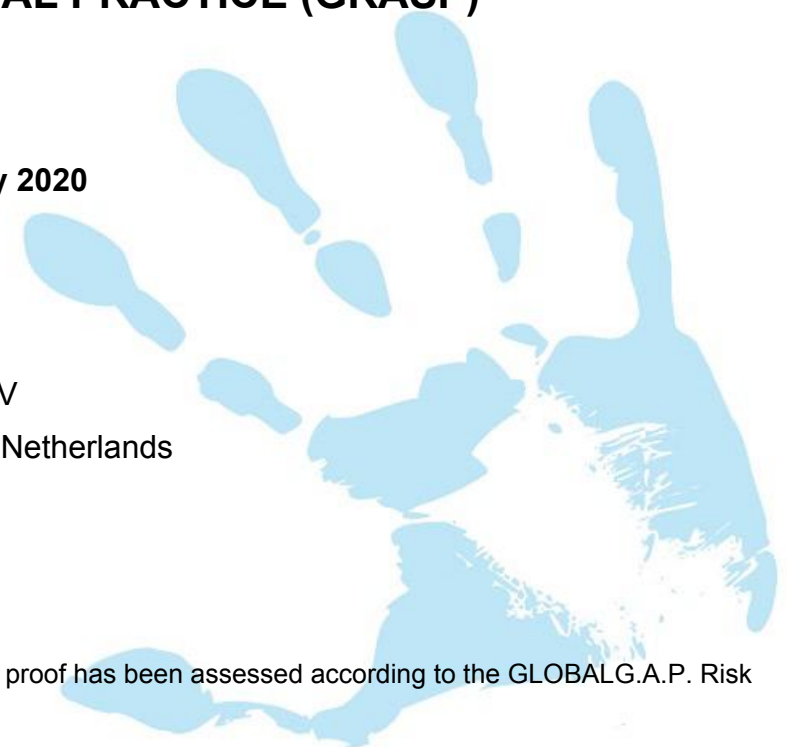 AL PRACTICE (GRASP)
y 2020
V
Netherlands
proof has been assessed according to the GLOBALG.A.P. Risk